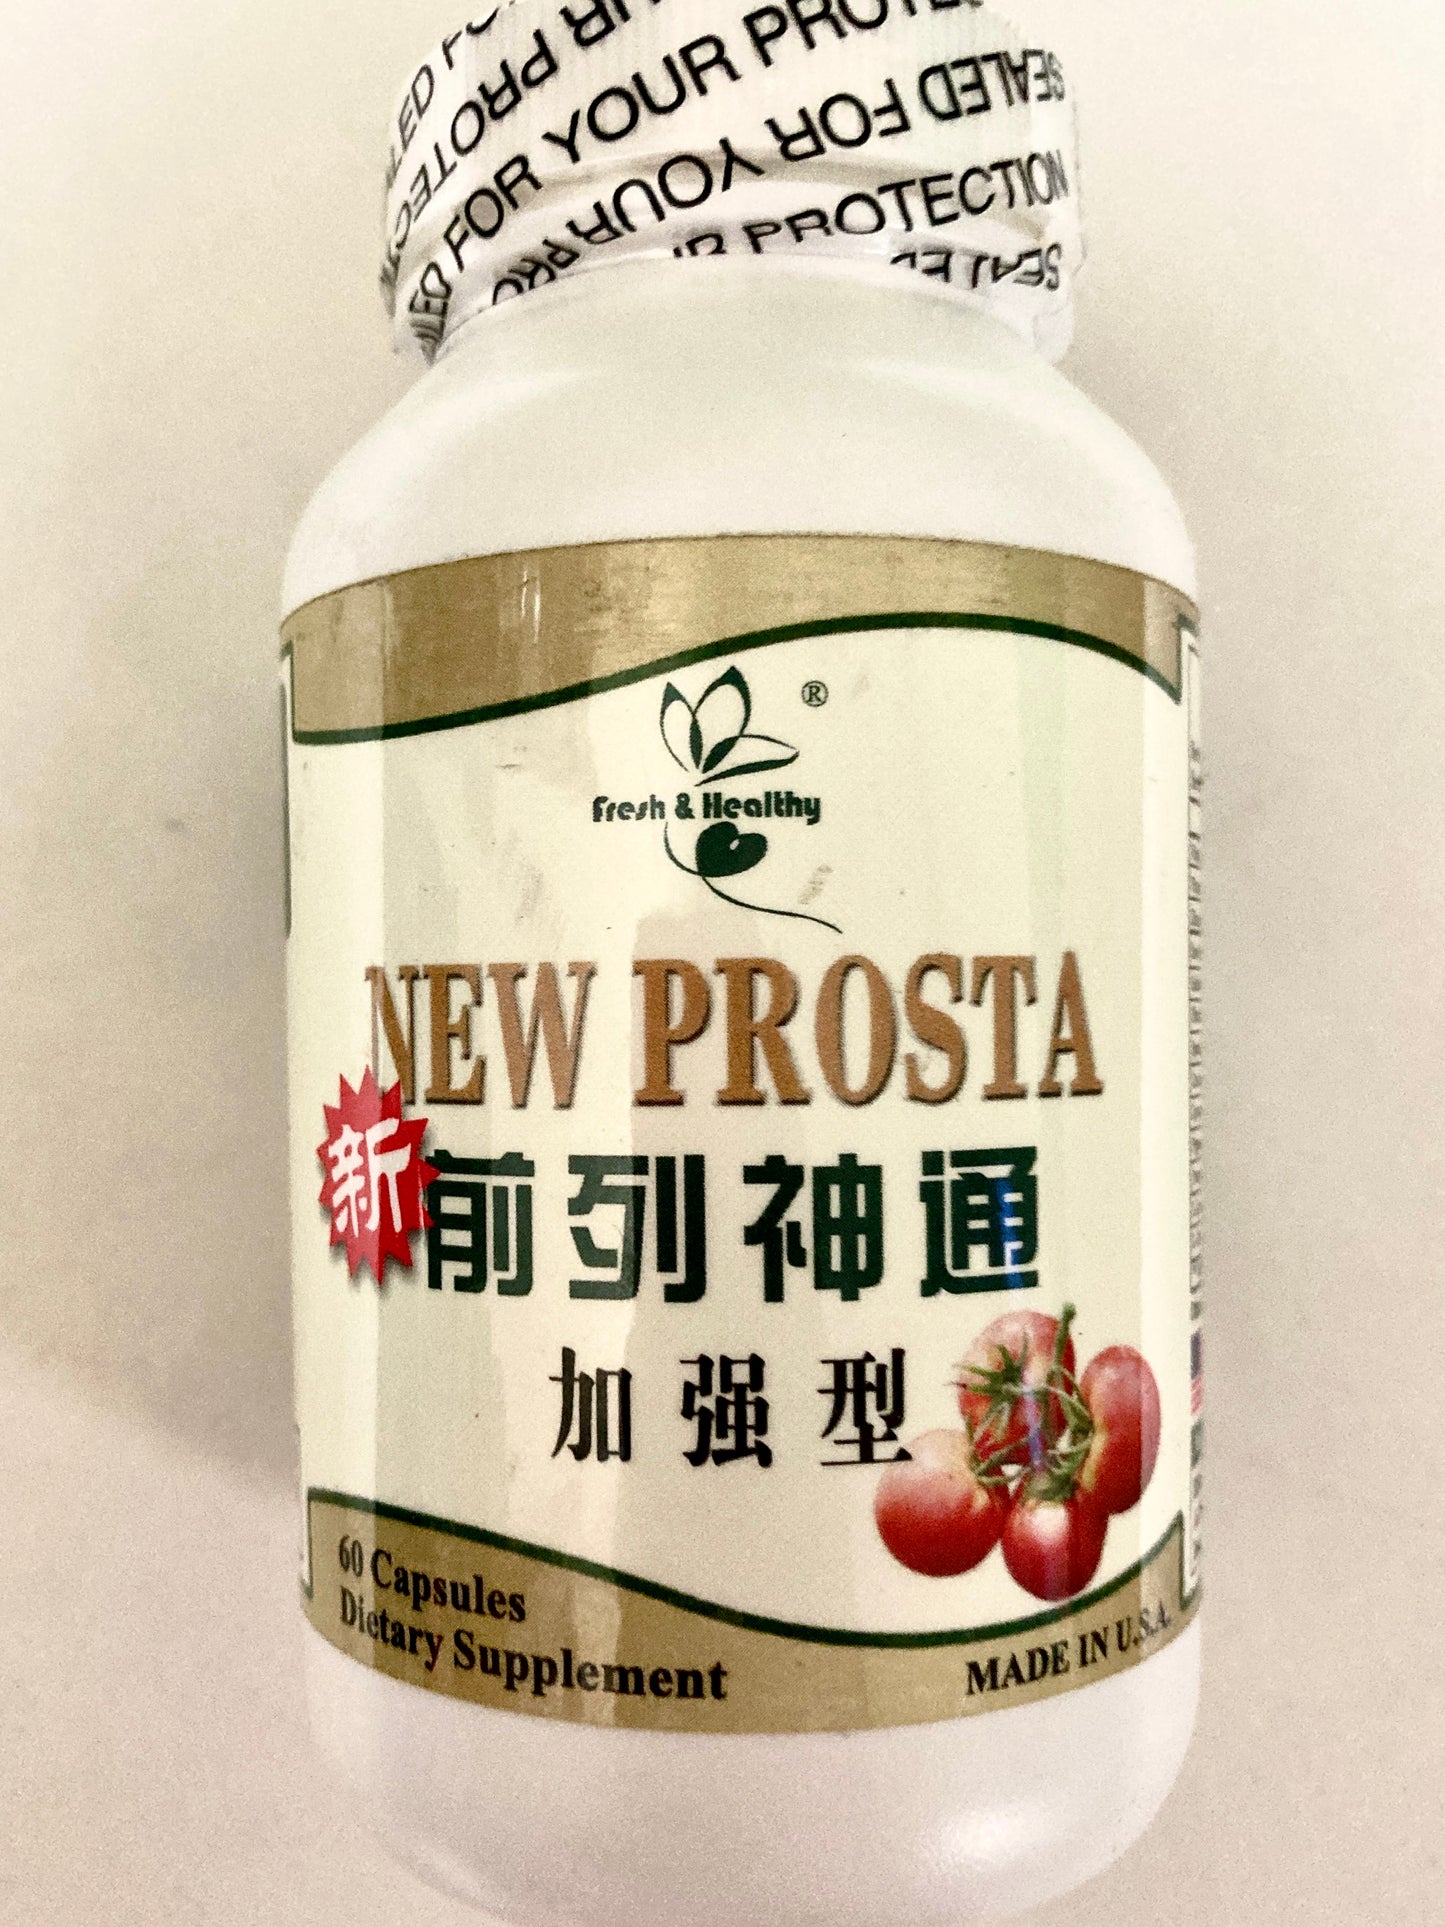 FOR YOUR PROTE
SEALED FOR YOUR
PROTECTION
SEALED
®
Fresh & Healthy
NEW PROSTA
新
前列神通
加强型
60 Capsules
Dietary Supplement
MADE IN U.S.A.